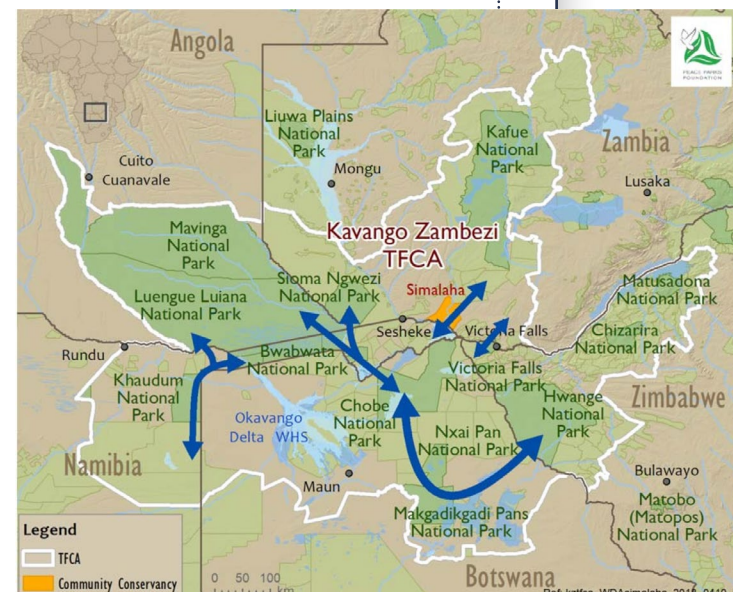 Angola
PEACE PARKS
FOUNDATION
Liuwa Plains
National
Park
Kafue
National
Park
Zambia
Cuito
Cuanavale
Mongu
Lusaka
Mavinga
National
Park
Kavango Zambezi
TFCA
Sioma Ngwezi
National Park
Simalaha
Matusadona
National Park
Luengue Luiana
National Park
Sesheke
Victoria Falls
Chizarira
National Park
Rundu
Bwabwata
National Park
Victoria Falls
National Park
Khaudum
National
Park
Hwange
National
Park
Zimbabwe
Okavango
Delta WHS
Chobe
National
Park
Nxai Pan
National Park
Namibia
Maun
Bulawayo
Makgadikgadi Pans
National Park
Matobo
(Matopos)
National Park
Legend
TFCA
Community Conservancy
0 50 100
km
Botswana